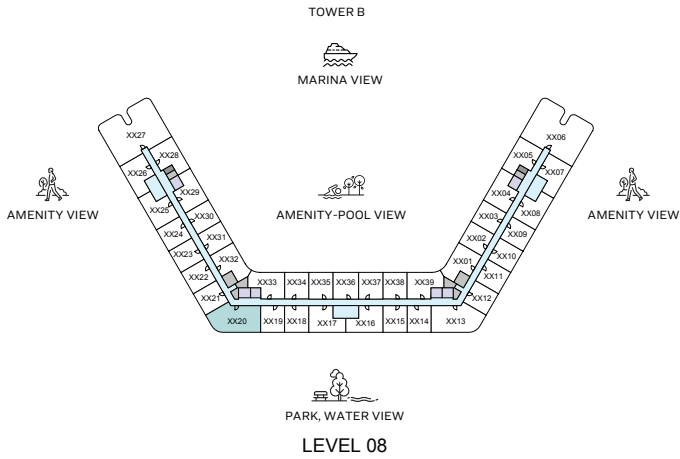 TOWER B
MARINA VIEW
XX27
XX06
XX28
XX05
XX26
XX07
XX29
XX04
AMENITY VIEW
AMENITY-POOL VIEW
AMENITY VIEW
XX25
XX30
XX03
XX08
XX24
XX31
XX02
XX09
XX23
XX32
XX01
XX10
XX22
XX33
XX34
XX35
XX36
XX37
XX38
XX39
XX11
XX21
XX12
XX20
XX19
XX18
XX17
XX16
XX15
XX14
XX13
PARK, WATER VIEW
LEVEL 08